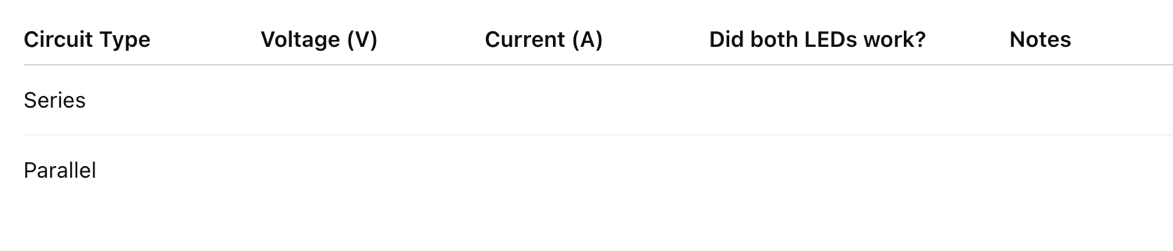 Circuit Type Voltage (V) Current (A) Did both LEDs work? Notes
Series
Parallel